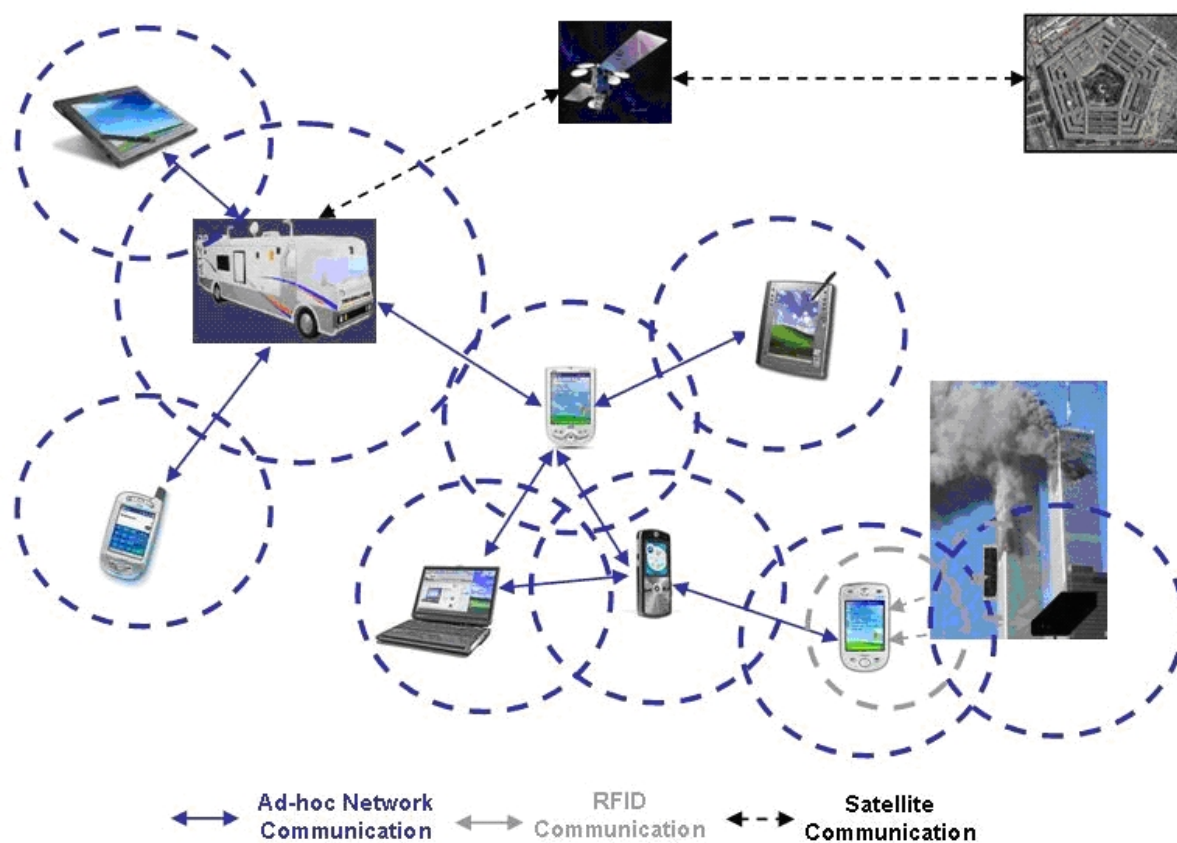 Ad-hoc Network
Communication
RFID
Communication
Satellite
Communication